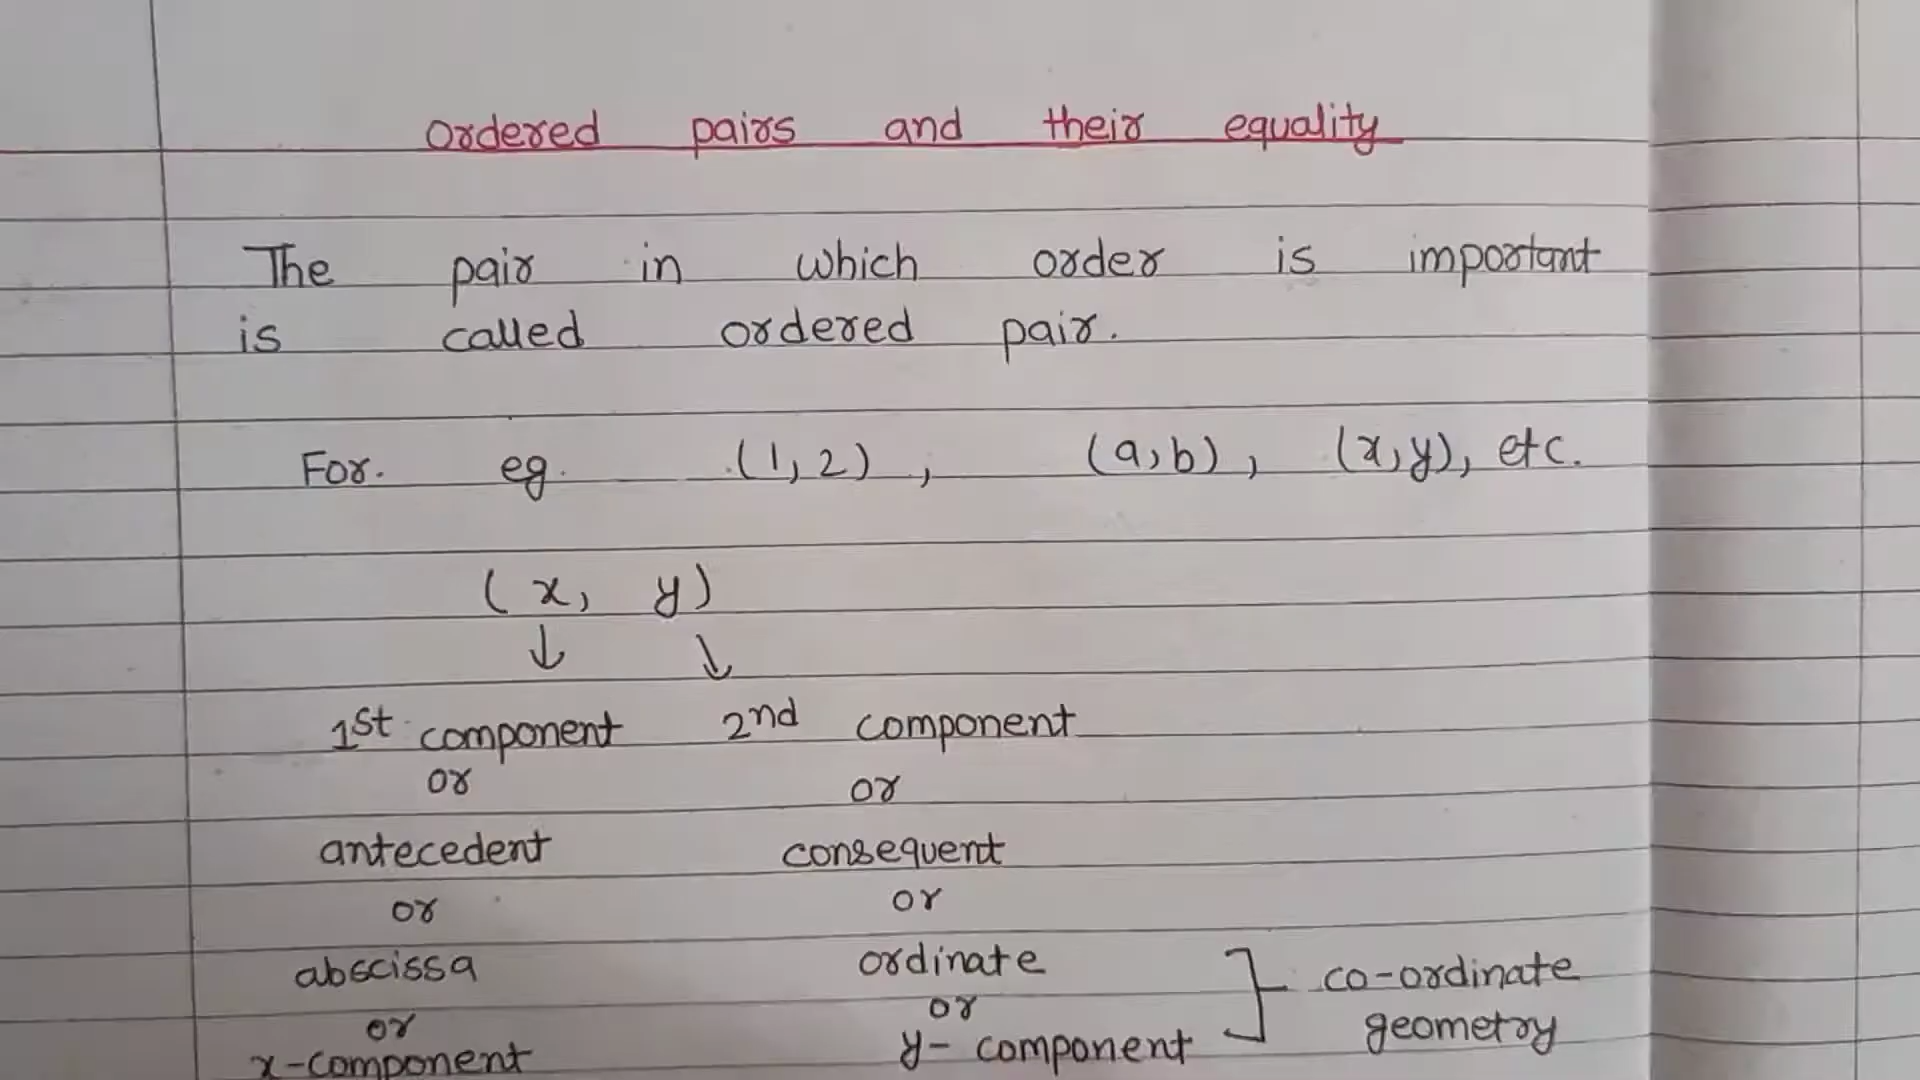 Ordered pairs and their equality
The pair in which order is important
is called ordered pair.
For. eg. (1,2), (a,b), (x,y), etc.
(x, y)
↓ ↓
1st component 2nd component
or or
antecedent consequent
or or
abscissa ordinate co-ordinate
or or geometry
x-component y-component